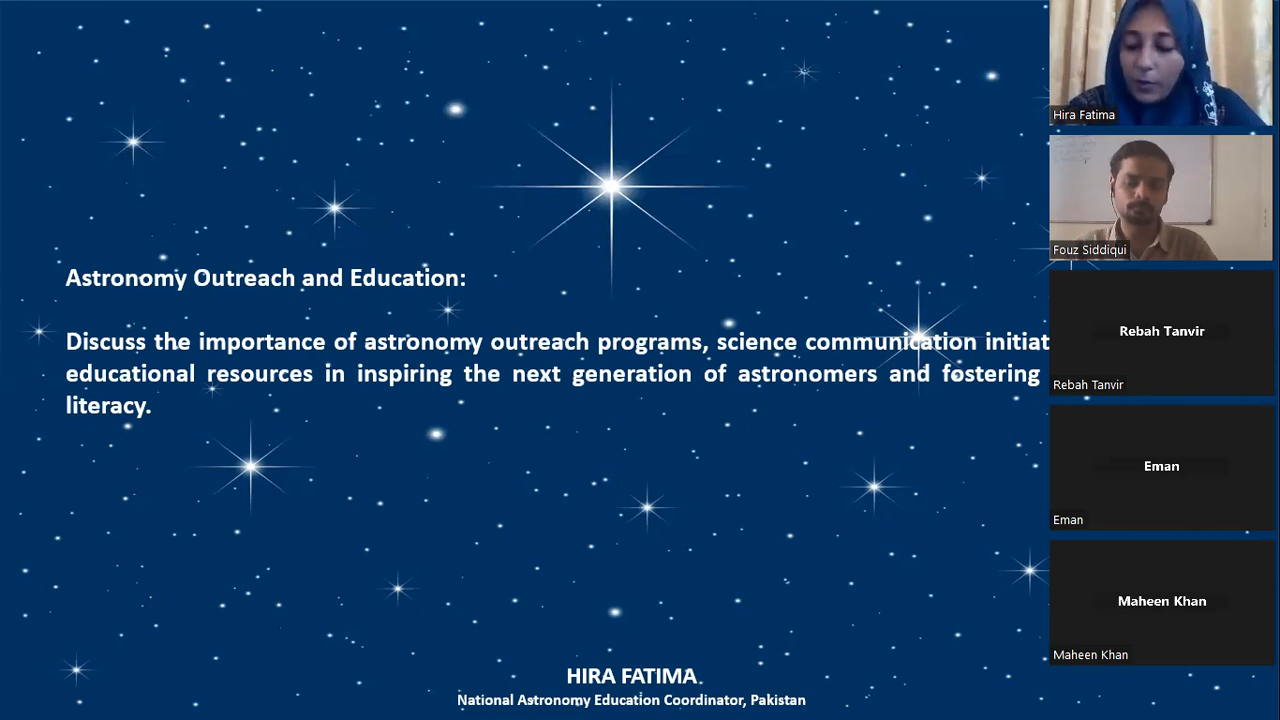 Astronomy Outreach and Education:
Discuss the importance of astronomy outreach programs, science communication initiat
educational resources in inspiring the next generation of astronomers and fostering
literacy.
HIRA FATIMA
National Astronomy Education Coordinator, Pakistan
Hira Fatima
Fouz Siddiqui
Rebah Tanvir
Rebah Tanvir
Eman
Eman
Maheen Khan
Maheen Khan